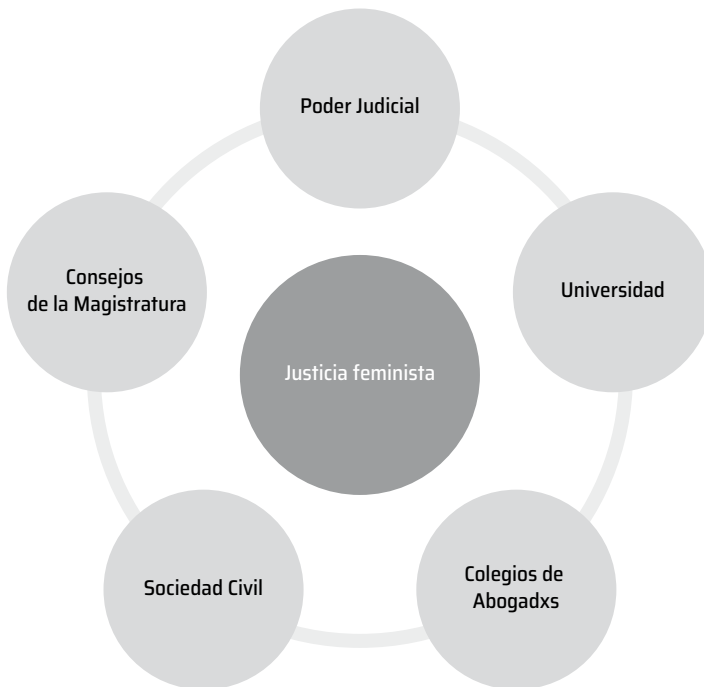 Poder Judicial
Consejos
de la Magistratura
Universidad
Justicia feminista
Sociedad Civil
Colegios de
Abogadxs